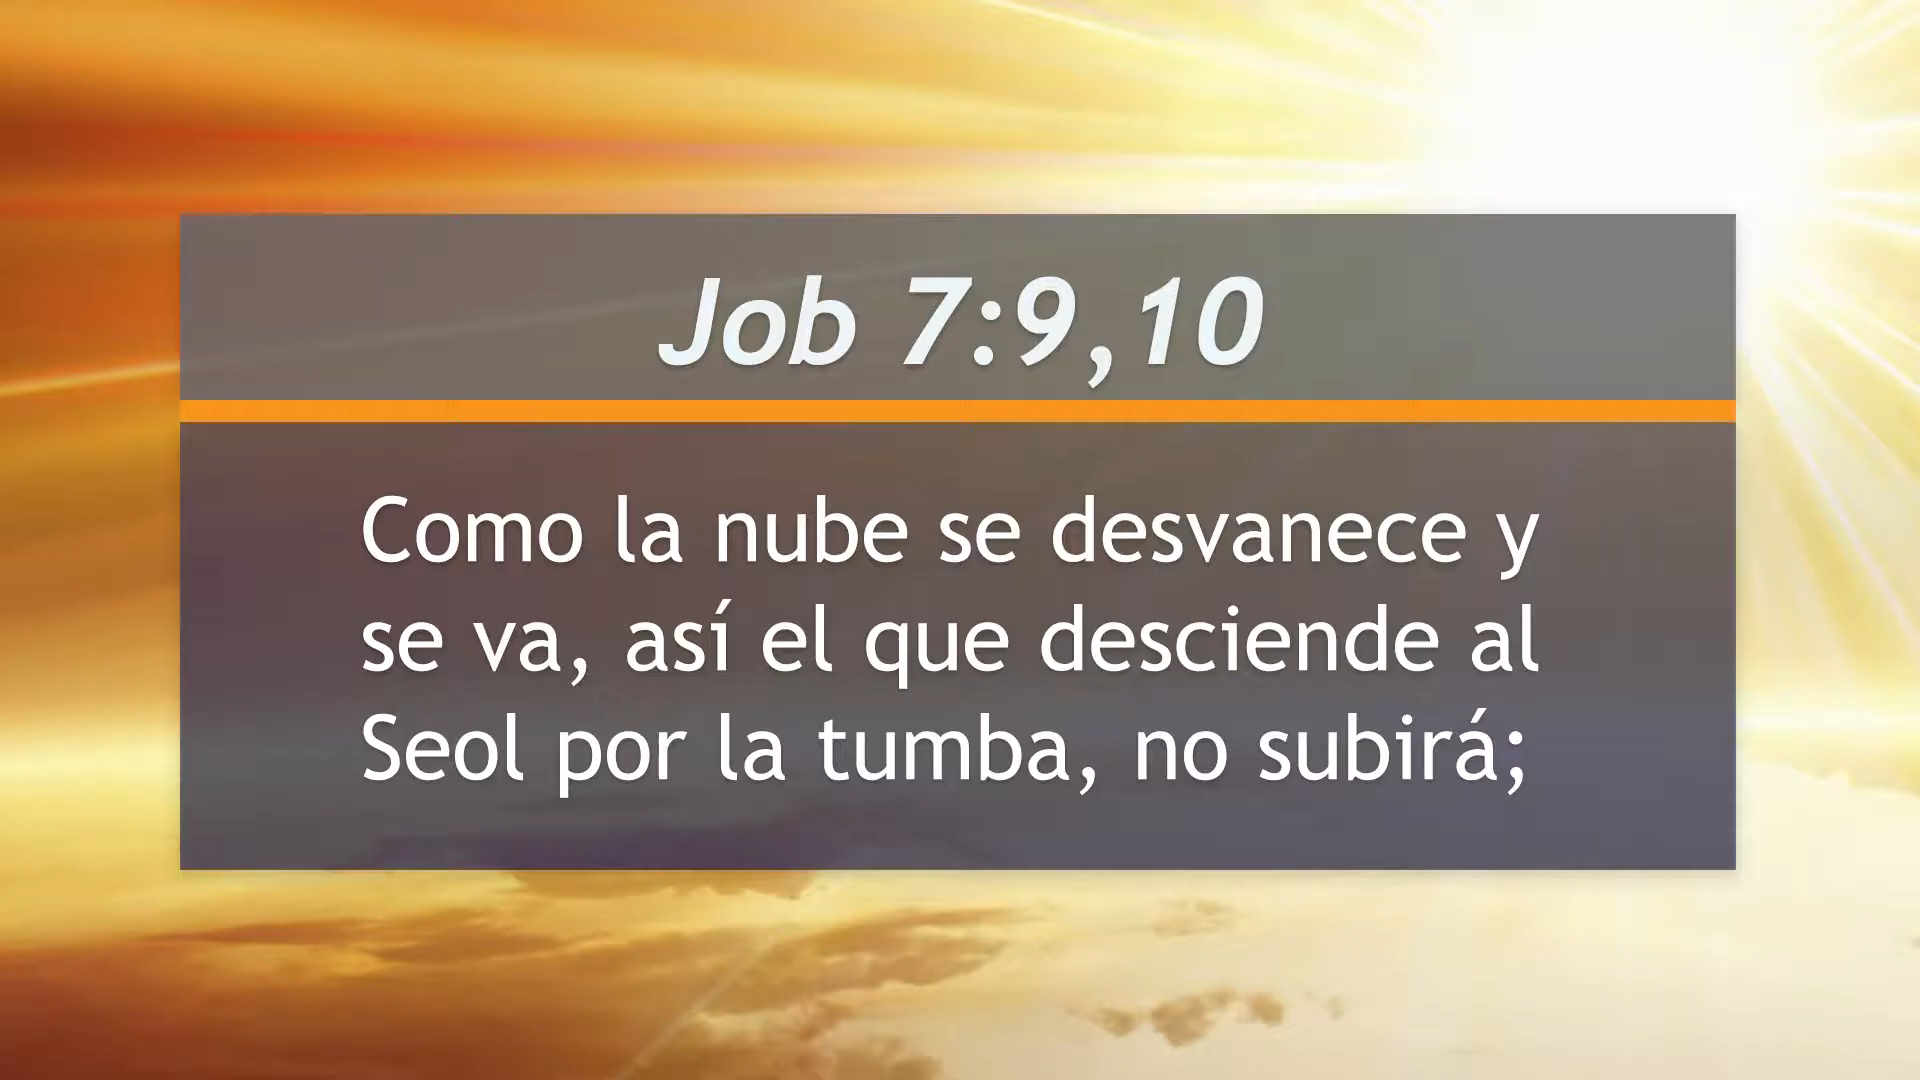 Job 7:9,10
Como la nube se desvanece y
se va, así el que desciende al
Seol por la tumba, no subirá;